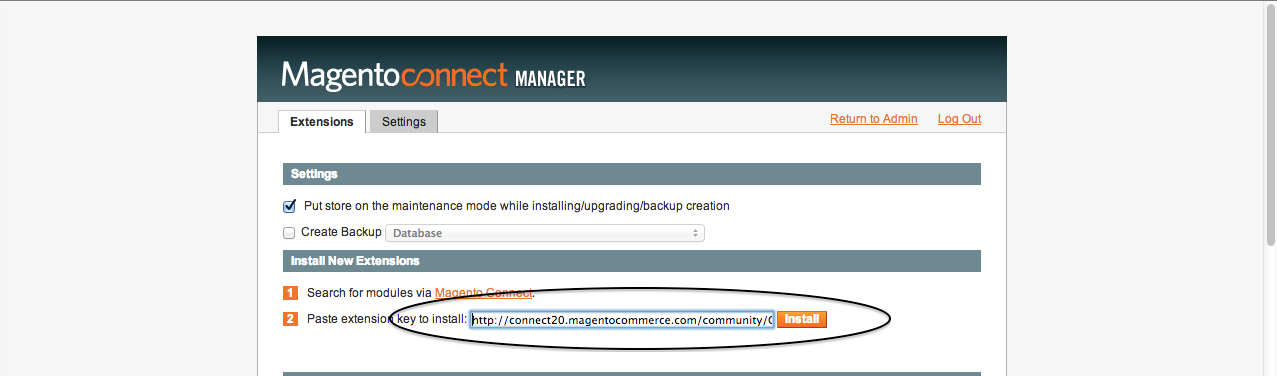 Magentoconnect MANAGER
Extensions
Settings
Return to Admin
Log Out
Settings
Put store on the maintenance mode while installing/upgrading/backup creation
Create Backup Database
Install New Extensions
1 Search for modules via Magento Connect.
2 Paste extension key to install: http://connect20.magentocommerce.com/community/ Install